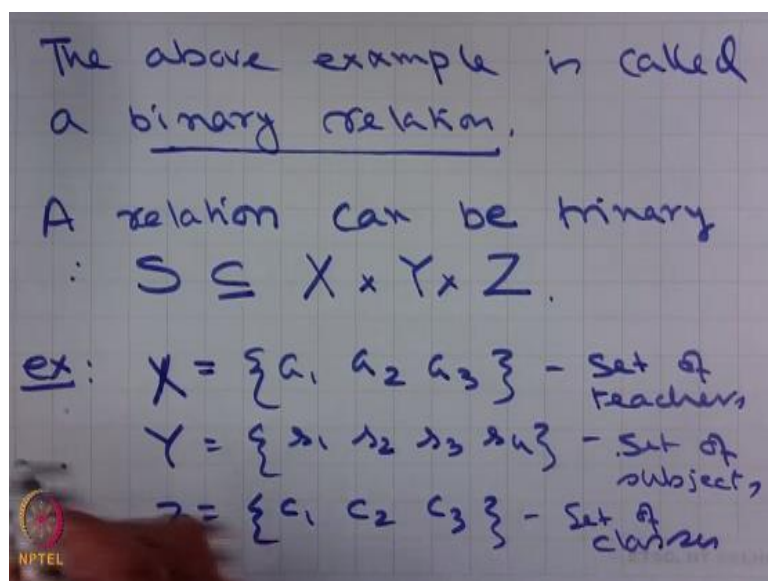 The above example is called
a binary relation.
A relation can be trinary
: S ⊆ X × Y × Z.
ex: X = {a₁ a₂ a₃} - Set of
teachers
Y = {s₁ s₂ s₃ s₄} - Set of
subjects
= {c₁ c₂ c₃} - Set of
classes
NPTEL